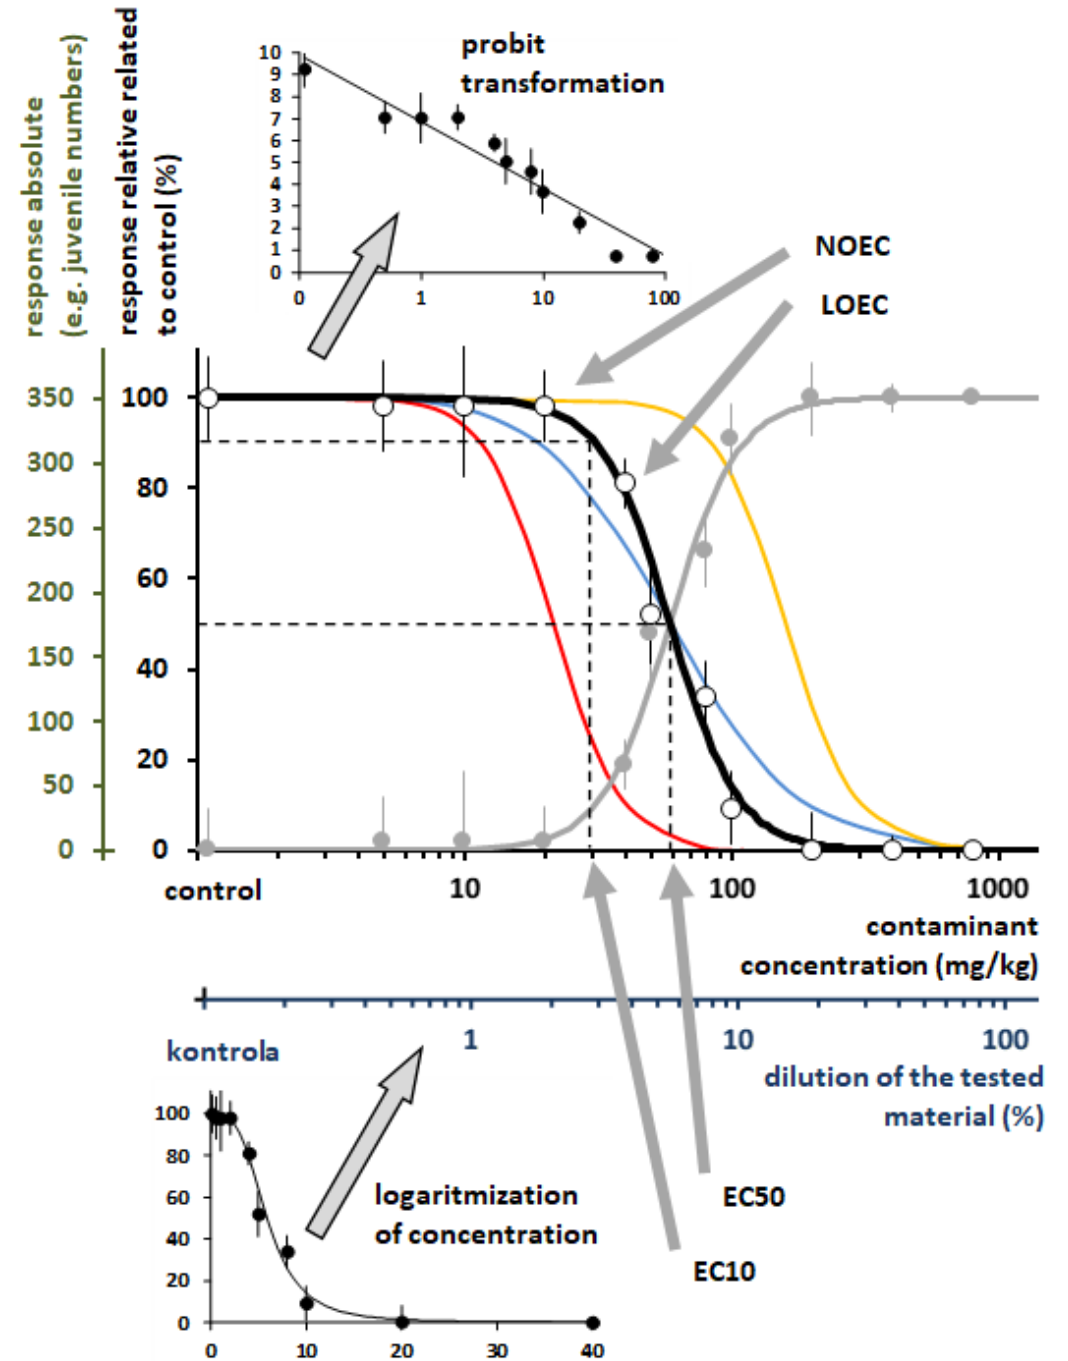 response absolute
(e.g. juvenile numbers)
response relative related
to control (%)
probit
transformation
10
9
8
7
6
5
4
3
2
1
0
0 1 10 100
NOEC
LOEC
350
300
250
200
150
100
50
0
100
80
60
40
20
0
control 10 100 1000
contaminant
concentration (mg/kg)
kontrola 1 10 100
dilution of the tested
material (%)
100
80
60
40
20
0
0 10 20 30 40
logaritmization
of concentration
EC50
EC10